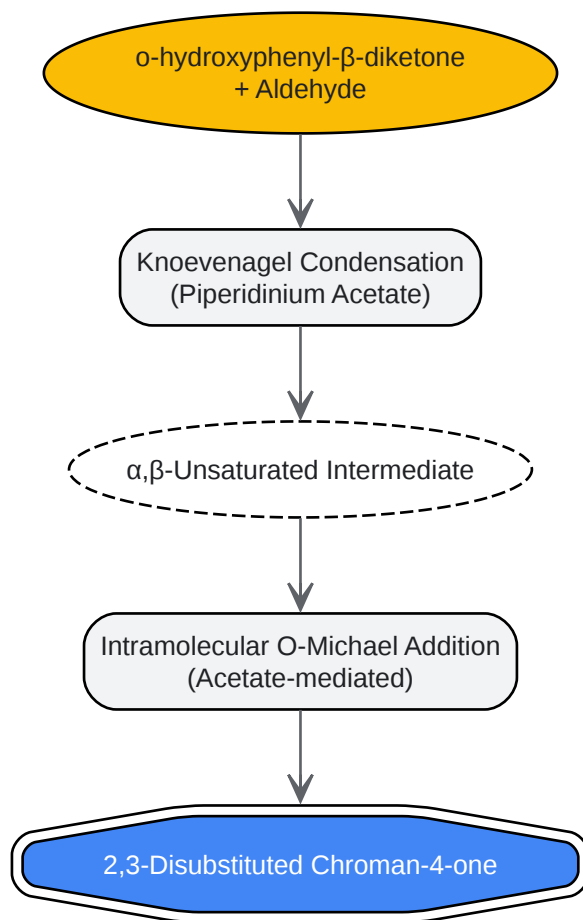 o-hydroxyphenyl-β-diketone
+ Aldehyde
Knoevenagel Condensation
(Piperidinium Acetate)
α,β-Unsaturated Intermediate
Intramolecular O-Michael Addition
(Acetate-mediated)
2,3-Disubstituted Chroman-4-one